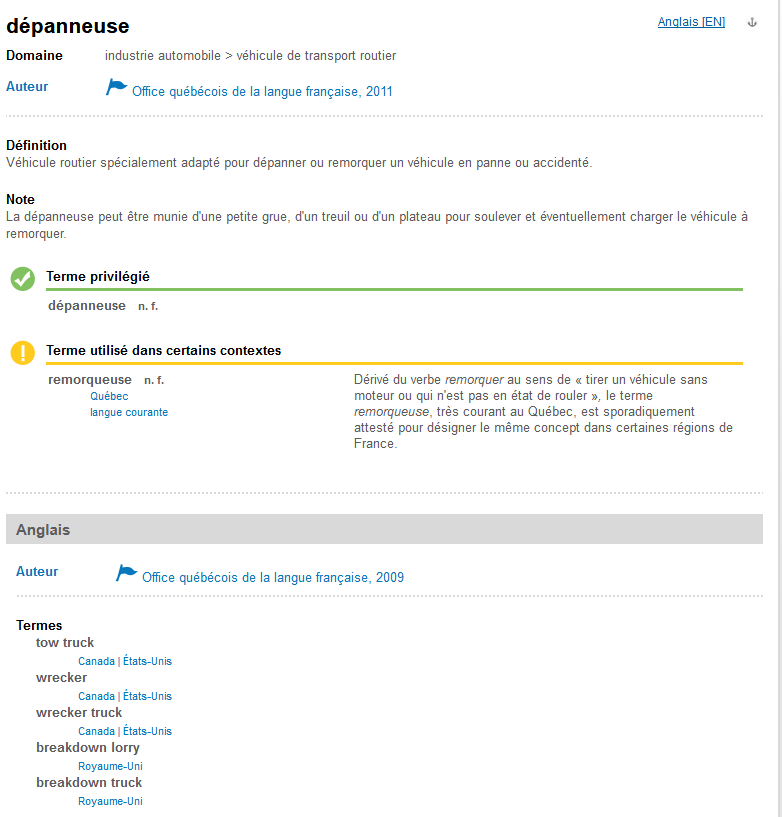 dépanneuse
Anglais [EN]
Domaine industrie automobile > véhicule de transport routier
Auteur Office québécois de la langue française, 2011
Définition
Véhicule routier spécialement adapté pour dépanner ou remorquer un véhicule en panne ou accidenté.
Note
La dépanneuse peut être munie d'une petite grue, d'un treuil ou d'un plateau pour soulever et éventuellement charger le véhicule à
remorquer.
Terme privilégié
dépanneuse n. f.
Terme utilisé dans certains contextes
remorqueuse n. f.
Québec
langue courante
Dérivé du verbe remorquer au sens de « tirer un véhicule sans
moteur ou qui n'est pas en état de rouler », le terme
remorqueuse, très courant au Québec, est sporadiquement
attesté pour désigner le même concept dans certaines régions de
France.
Anglais
Auteur Office québécois de la langue française, 2009
Termes
tow truck
Canada | États-Unis
wrecker
Canada | États-Unis
wrecker truck
Canada | États-Unis
breakdown lorry
Royaume-Uni
breakdown truck
Royaume-Uni